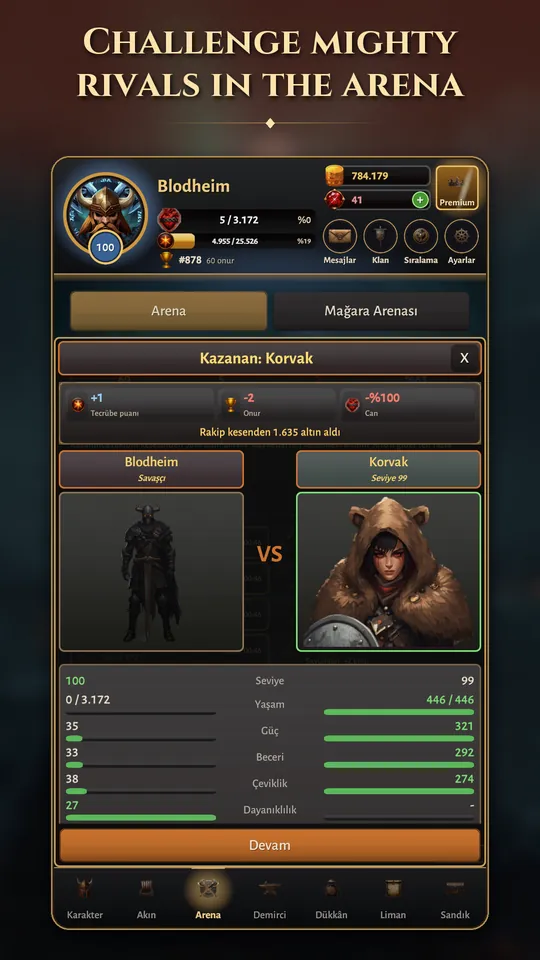 CHALLENGE MIGHTY
RIVALS IN THE ARENA
Blodheim
784.179
41
Premium
100
5 / 3.172 %0
4.955 / 25.526 %19
#878 60 onur
Mesajlar Klan Sıralama Ayarlar
Arena Mağara Arenası
Kazanan: Korvak X
+1 -2 -%100
Tecrübe puanı Onur Can
Rakip kesenden 1.635 altın aldı
Blodheim Korvak
Savaşçı Seviye 99
VS
100 Seviye 99
0 / 3.172 Yaşam 446 / 446
35 Güç 321
33 Beceri 292
38 Çeviklik 274
27 Dayanıklılık -
Devam
Karakter Akın Arena Demirci Dükkân Liman Sandık